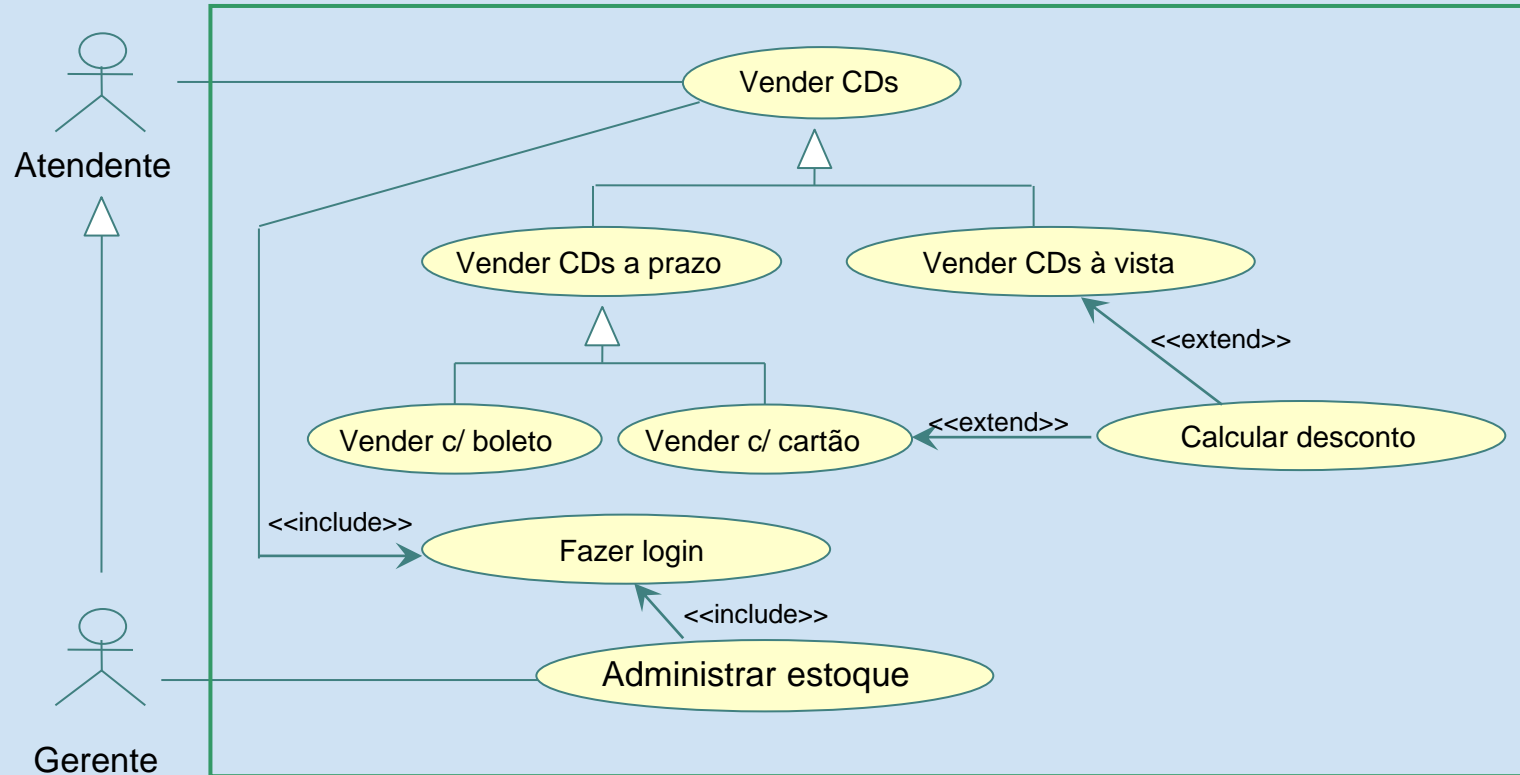 Vender CDs
Atendente
Vender CDs a prazo
Vender CDs à vista
<<extend>>
Vender c/ boleto
Vender c/ cartão
<<extend>>
Calcular desconto
<<include>>
Fazer login
<<include>>
Administrar estoque
Gerente